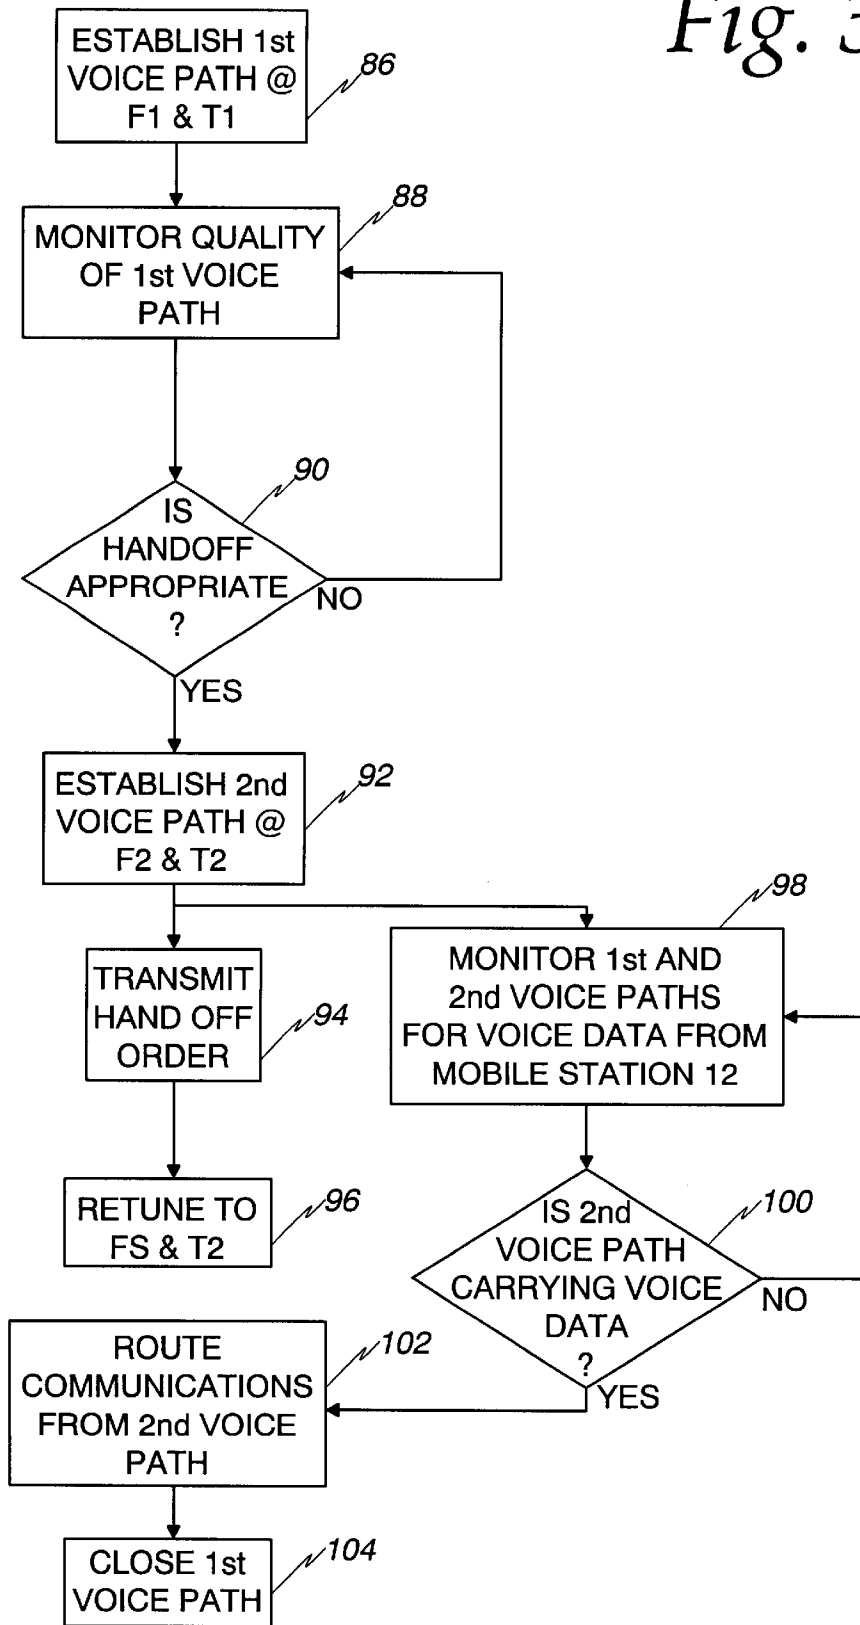 Fig. 3
ESTABLISH 1st
VOICE PATH @
F1 & T1
86
MONITOR QUALITY
OF 1st VOICE
PATH
88
IS
HANDOFF
APPROPRIATE
?
90
NO
YES
ESTABLISH 2nd
VOICE PATH @
F2 & T2
92
TRANSMIT
HAND OFF
ORDER
94
RETUNE TO
FS & T2
96
MONITOR 1st AND
2nd VOICE PATHS
FOR VOICE DATA FROM
MOBILE STATION 12
98
IS 2nd
VOICE PATH
CARRYING VOICE
DATA
?
100
NO
YES
ROUTE
COMMUNICATIONS
FROM 2nd VOICE
PATH
102
CLOSE 1st
VOICE PATH
104